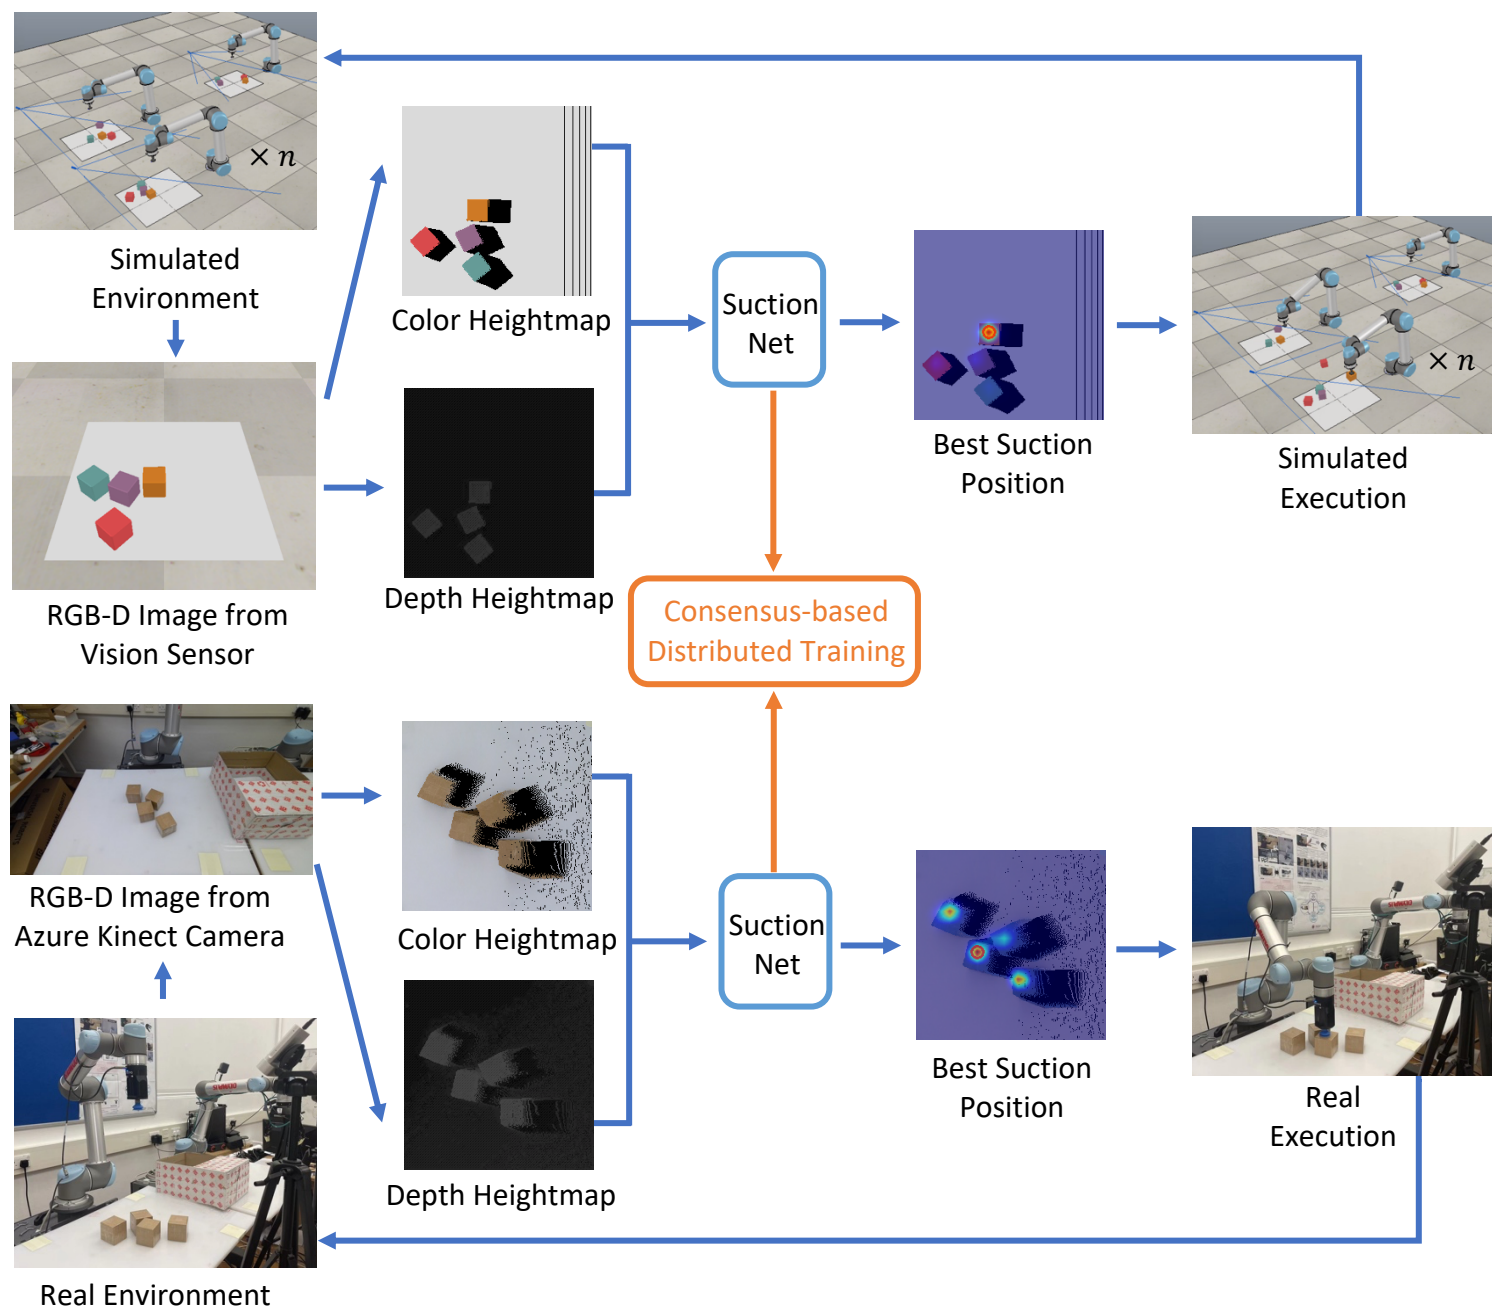 × n
Simulated
Environment
Color Heightmap
Suction
Net
Best Suction
Position
× n
Simulated
Execution
RGB-D Image from
Vision Sensor
Depth Heightmap
Consensus-based
Distributed Training
RGB-D Image from
Azure Kinect Camera
Color Heightmap
Suction
Net
Best Suction
Position
Real
Execution
Depth Heightmap
Real Environment